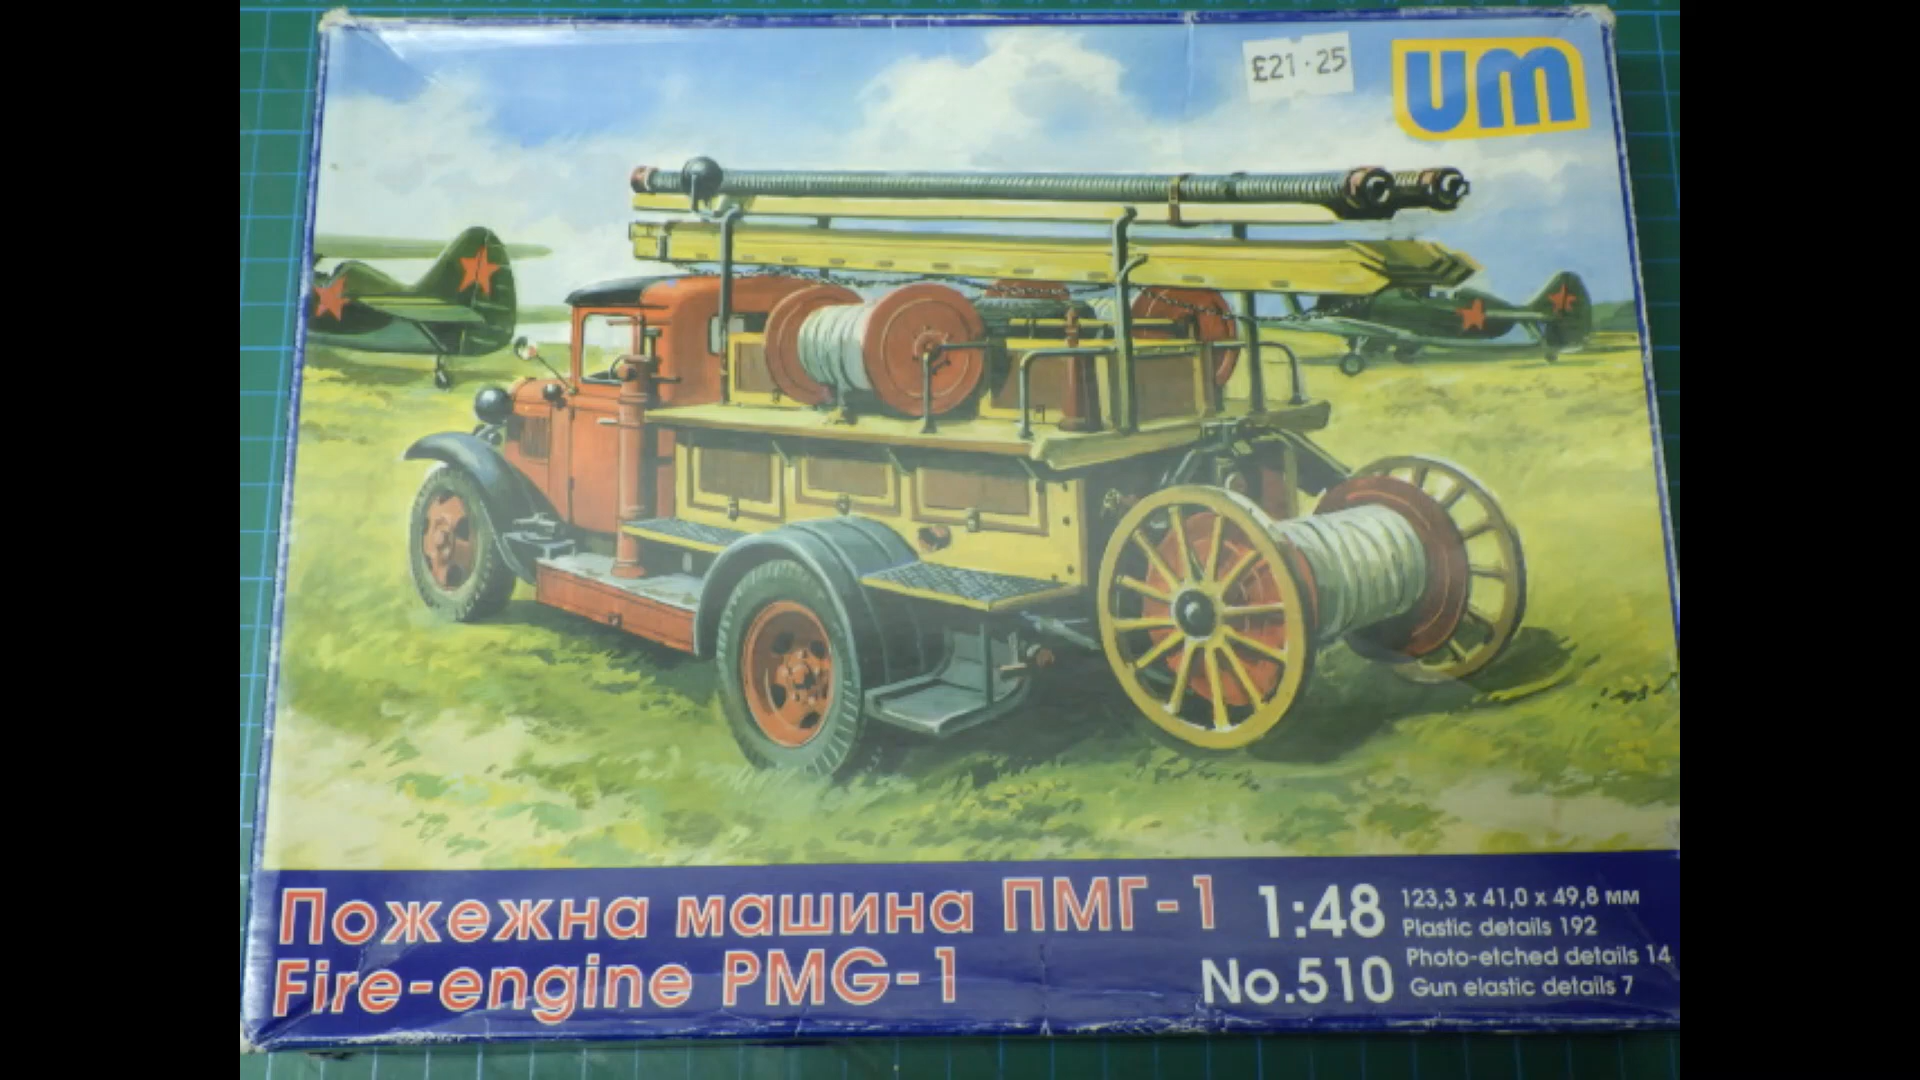 £21.25
UM
Пожежна машина ПМГ-1
Fire-engine PMG-1
1:48
No.510
123,3 x 41,0 x 49,8 мм
Plastic details 192
Photo-etched details 14
Gun elastic details 7